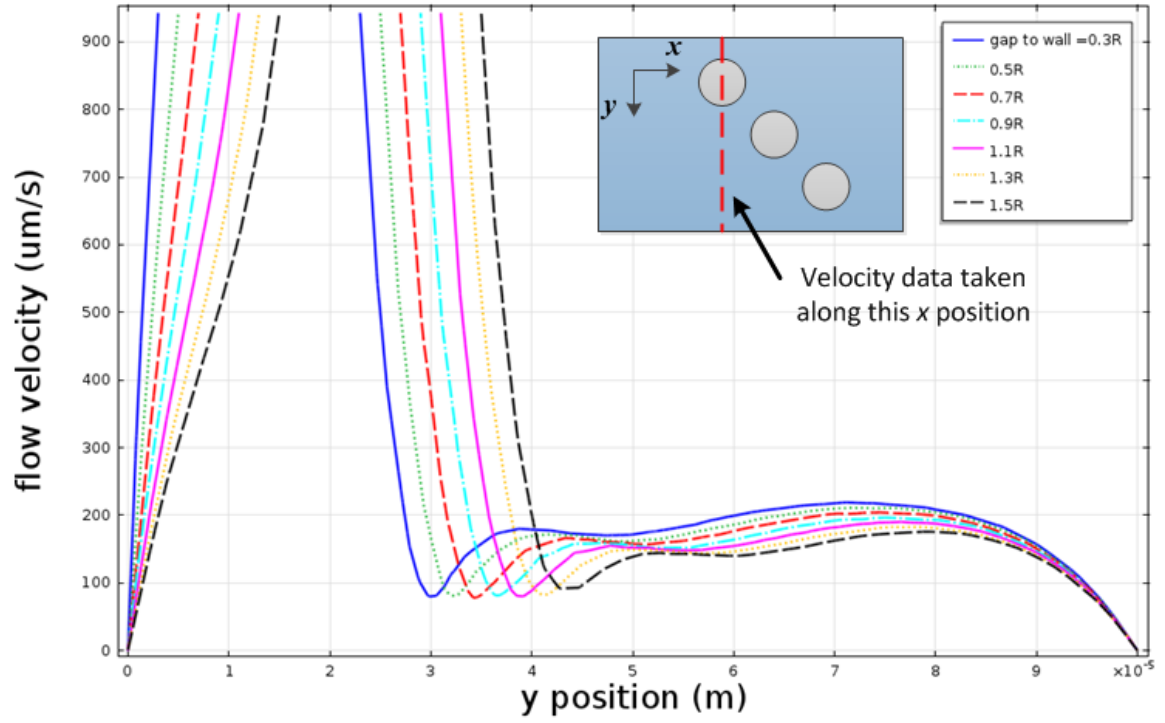 900
800
700
600
500
400
300
200
100
0
flow velocity (um/s)
0 1 2 3 4 5 6 7 8 9 ×10⁻⁵
y position (m)
x
y
Velocity data taken
along this x position
gap to wall =0.3R
0.5R
0.7R
0.9R
1.1R
1.3R
1.5R